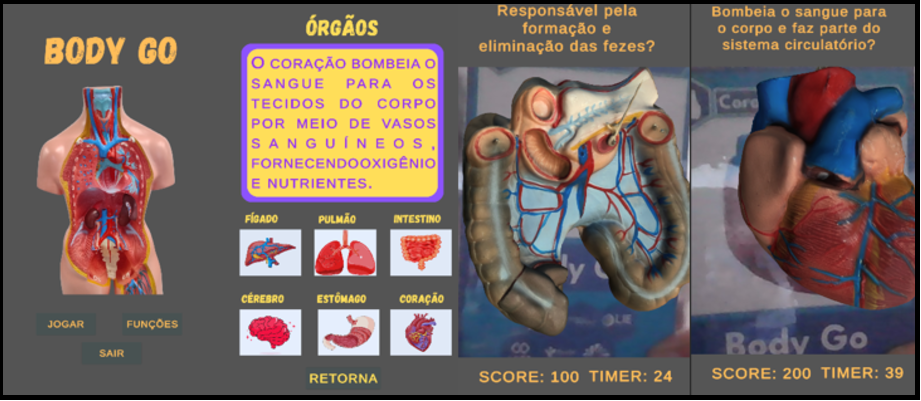 BODY GO
JOGAR
FUNÇÕES
SAIR
ÓRGÃOS
O CORAÇÃO BOMBEIA O
SANGUE PARA OS
TECIDOS DO CORPO
POR MEIO DE VASOS
SANGUÍNEOS,
FORNECENDOOXIGÊNIO
E NUTRIENTES.
FÍGADO
PULMÃO
INTESTINO
CÉREBRO
ESTÔMAGO
CORAÇÃO
RETORNA
Responsável pela
formação e
eliminação das fezes?
SCORE: 100 TIMER: 24
Bombeia o sangue para
o corpo e faz parte do
sistema circulatório?
Body Go
SCORE: 200 TIMER: 39